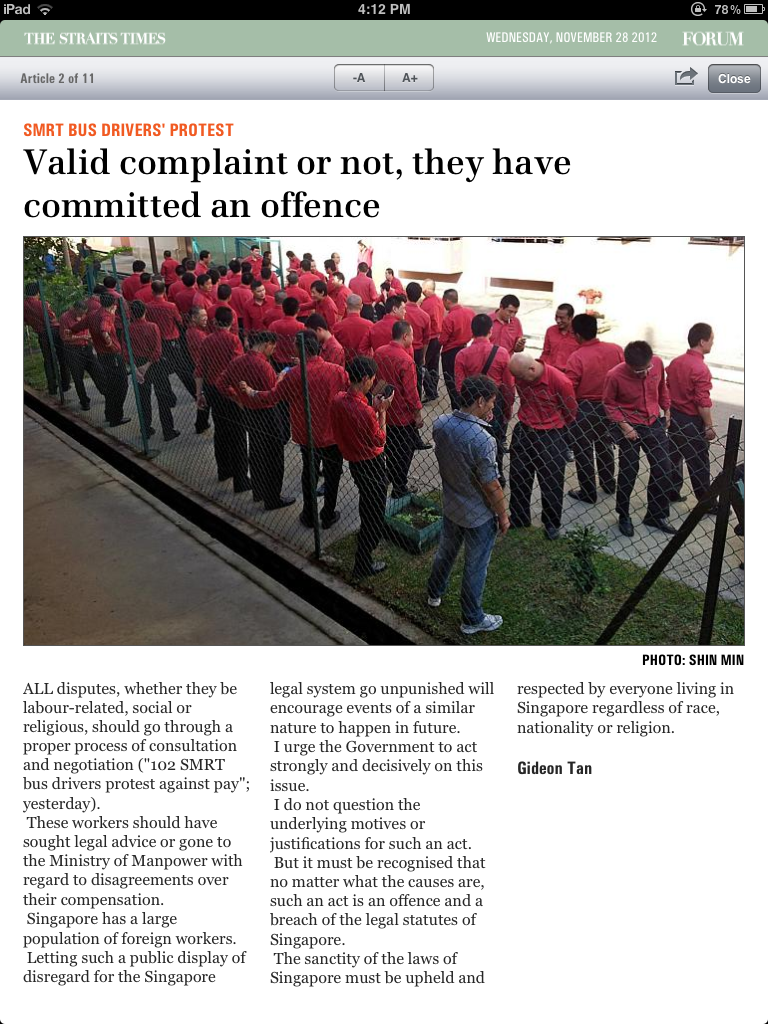 iPad
4:12 PM
78%
THE STRAITS TIMES
WEDNESDAY, NOVEMBER 28 2012
FORUM
Article 2 of 11
-A
A+
Close
SMRT BUS DRIVERS' PROTEST
Valid complaint or not, they have
committed an offence
PHOTO: SHIN MIN
ALL disputes, whether they be
labour-related, social or
religious, should go through a
proper process of consultation
and negotiation ("102 SMRT
bus drivers protest against pay";
yesterday).
These workers should have
sought legal advice or gone to
the Ministry of Manpower with
regard to disagreements over
their compensation.
Singapore has a large
population of foreign workers.
Letting such a public display of
disregard for the Singapore
legal system go unpunished will
encourage events of a similar
nature to happen in future.
I urge the Government to act
strongly and decisively on this
issue.
I do not question the
underlying motives or
justifications for such an act.
But it must be recognised that
no matter what the causes are,
such an act is an offence and a
breach of the legal statutes of
Singapore.
The sanctity of the laws of
Singapore must be upheld and
respected by everyone living in
Singapore regardless of race,
nationality or religion.
Gideon Tan